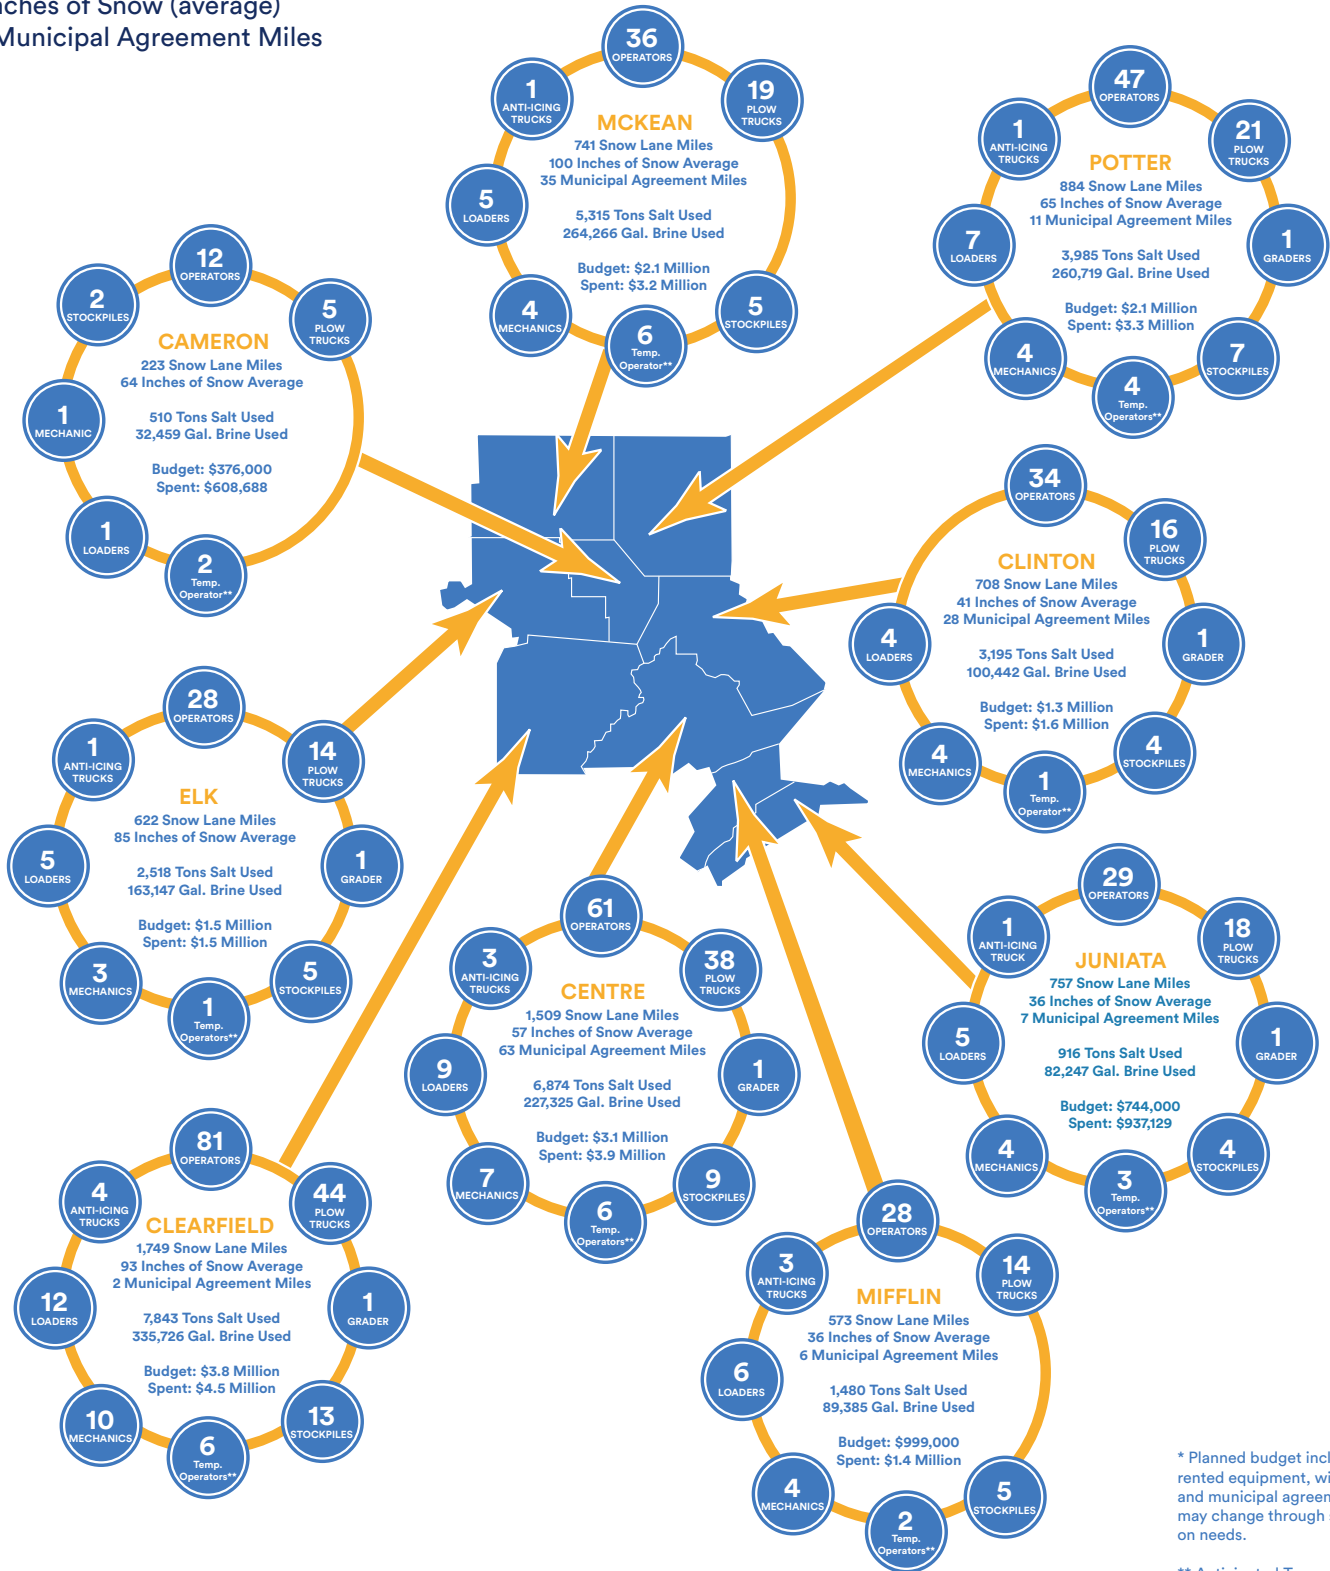 ches of Snow (average)
Municipal Agreement Miles
36
OPERATORS
1
ANTI-ICING
TRUCKS
19
PLOW
TRUCKS
MCKEAN
741 Snow Lane Miles
100 Inches of Snow Average
35 Municipal Agreement Miles
5,315 Tons Salt Used
264,266 Gal. Brine Used
Budget: $2.1 Million
Spent: $3.2 Million
5
LOADERS
4
MECHANICS
6
Temp.
Operator**
5
STOCKPILES
47
OPERATORS
1
ANTI-ICING
TRUCKS
21
PLOW
TRUCKS
POTTER
884 Snow Lane Miles
65 Inches of Snow Average
11 Municipal Agreement Miles
3,985 Tons Salt Used
260,719 Gal. Brine Used
Budget: $2.1 Million
Spent: $3.3 Million
7
LOADERS
1
GRADERS
4
MECHANICS
4
Temp.
Operators**
7
STOCKPILES
12
OPERATORS
2
STOCKPILES
5
PLOW
TRUCKS
CAMERON
223 Snow Lane Miles
64 Inches of Snow Average
510 Tons Salt Used
32,459 Gal. Brine Used
Budget: $376,000
Spent: $608,688
1
MECHANIC
1
LOADERS
2
Temp.
Operator**
34
OPERATORS
16
PLOW
TRUCKS
CLINTON
708 Snow Lane Miles
41 Inches of Snow Average
28 Municipal Agreement Miles
3,195 Tons Salt Used
100,442 Gal. Brine Used
Budget: $1.3 Million
Spent: $1.6 Million
4
LOADERS
1
GRADER
4
MECHANICS
1
Temp.
Operator**
4
STOCKPILES
28
OPERATORS
1
ANTI-ICING
TRUCKS
14
PLOW
TRUCKS
ELK
622 Snow Lane Miles
85 Inches of Snow Average
2,518 Tons Salt Used
163,147 Gal. Brine Used
Budget: $1.5 Million
Spent: $1.5 Million
5
LOADERS
1
GRADER
3
MECHANICS
1
Temp.
Operators**
5
STOCKPILES
61
OPERATORS
3
ANTI-ICING
TRUCKS
38
PLOW
TRUCKS
CENTRE
1,509 Snow Lane Miles
57 Inches of Snow Average
63 Municipal Agreement Miles
6,874 Tons Salt Used
227,325 Gal. Brine Used
Budget: $3.1 Million
Spent: $3.9 Million
9
LOADERS
1
GRADER
7
MECHANICS
6
Temp.
Operators**
9
STOCKPILES
29
OPERATORS
1
ANTI-ICING
TRUCK
18
PLOW
TRUCKS
JUNIATA
757 Snow Lane Miles
36 Inches of Snow Average
7 Municipal Agreement Miles
916 Tons Salt Used
82,247 Gal. Brine Used
Budget: $744,000
Spent: $937,129
5
LOADERS
1
GRADER
4
MECHANICS
3
Temp.
Operators**
4
STOCKPILES
81
OPERATORS
4
ANTI-ICING
TRUCKS
44
PLOW
TRUCKS
CLEARFIELD
1,749 Snow Lane Miles
93 Inches of Snow Average
2 Municipal Agreement Miles
7,843 Tons Salt Used
335,726 Gal. Brine Used
Budget: $3.8 Million
Spent: $4.5 Million
12
LOADERS
1
GRADER
10
MECHANICS
6
Temp.
Operators**
13
STOCKPILES
28
OPERATORS
3
ANTI-ICING
TRUCKS
14
PLOW
TRUCKS
MIFFLIN
573 Snow Lane Miles
36 Inches of Snow Average
6 Municipal Agreement Miles
1,480 Tons Salt Used
89,385 Gal. Brine Used
Budget: $999,000
Spent: $1.4 Million
6
LOADERS
4
MECHANICS
2
Temp.
Operators**
5
STOCKPILES
* Planned budget incl
rented equipment, wi
and municipal agreem
may change through
on needs.